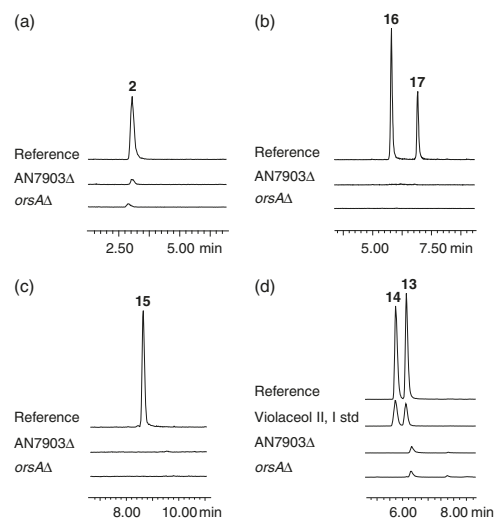 (a)
2
Reference
AN7903Δ
orsAΔ
2.50 5.00 min
(b)
16
17
Reference
AN7903Δ
orsAΔ
5.00 7.50 min
(c)
15
Reference
AN7903Δ
orsAΔ
8.00 10.00 min
(d)
13
14
Reference
Violaceol II, I std
AN7903Δ
orsAΔ
6.00 8.00 min